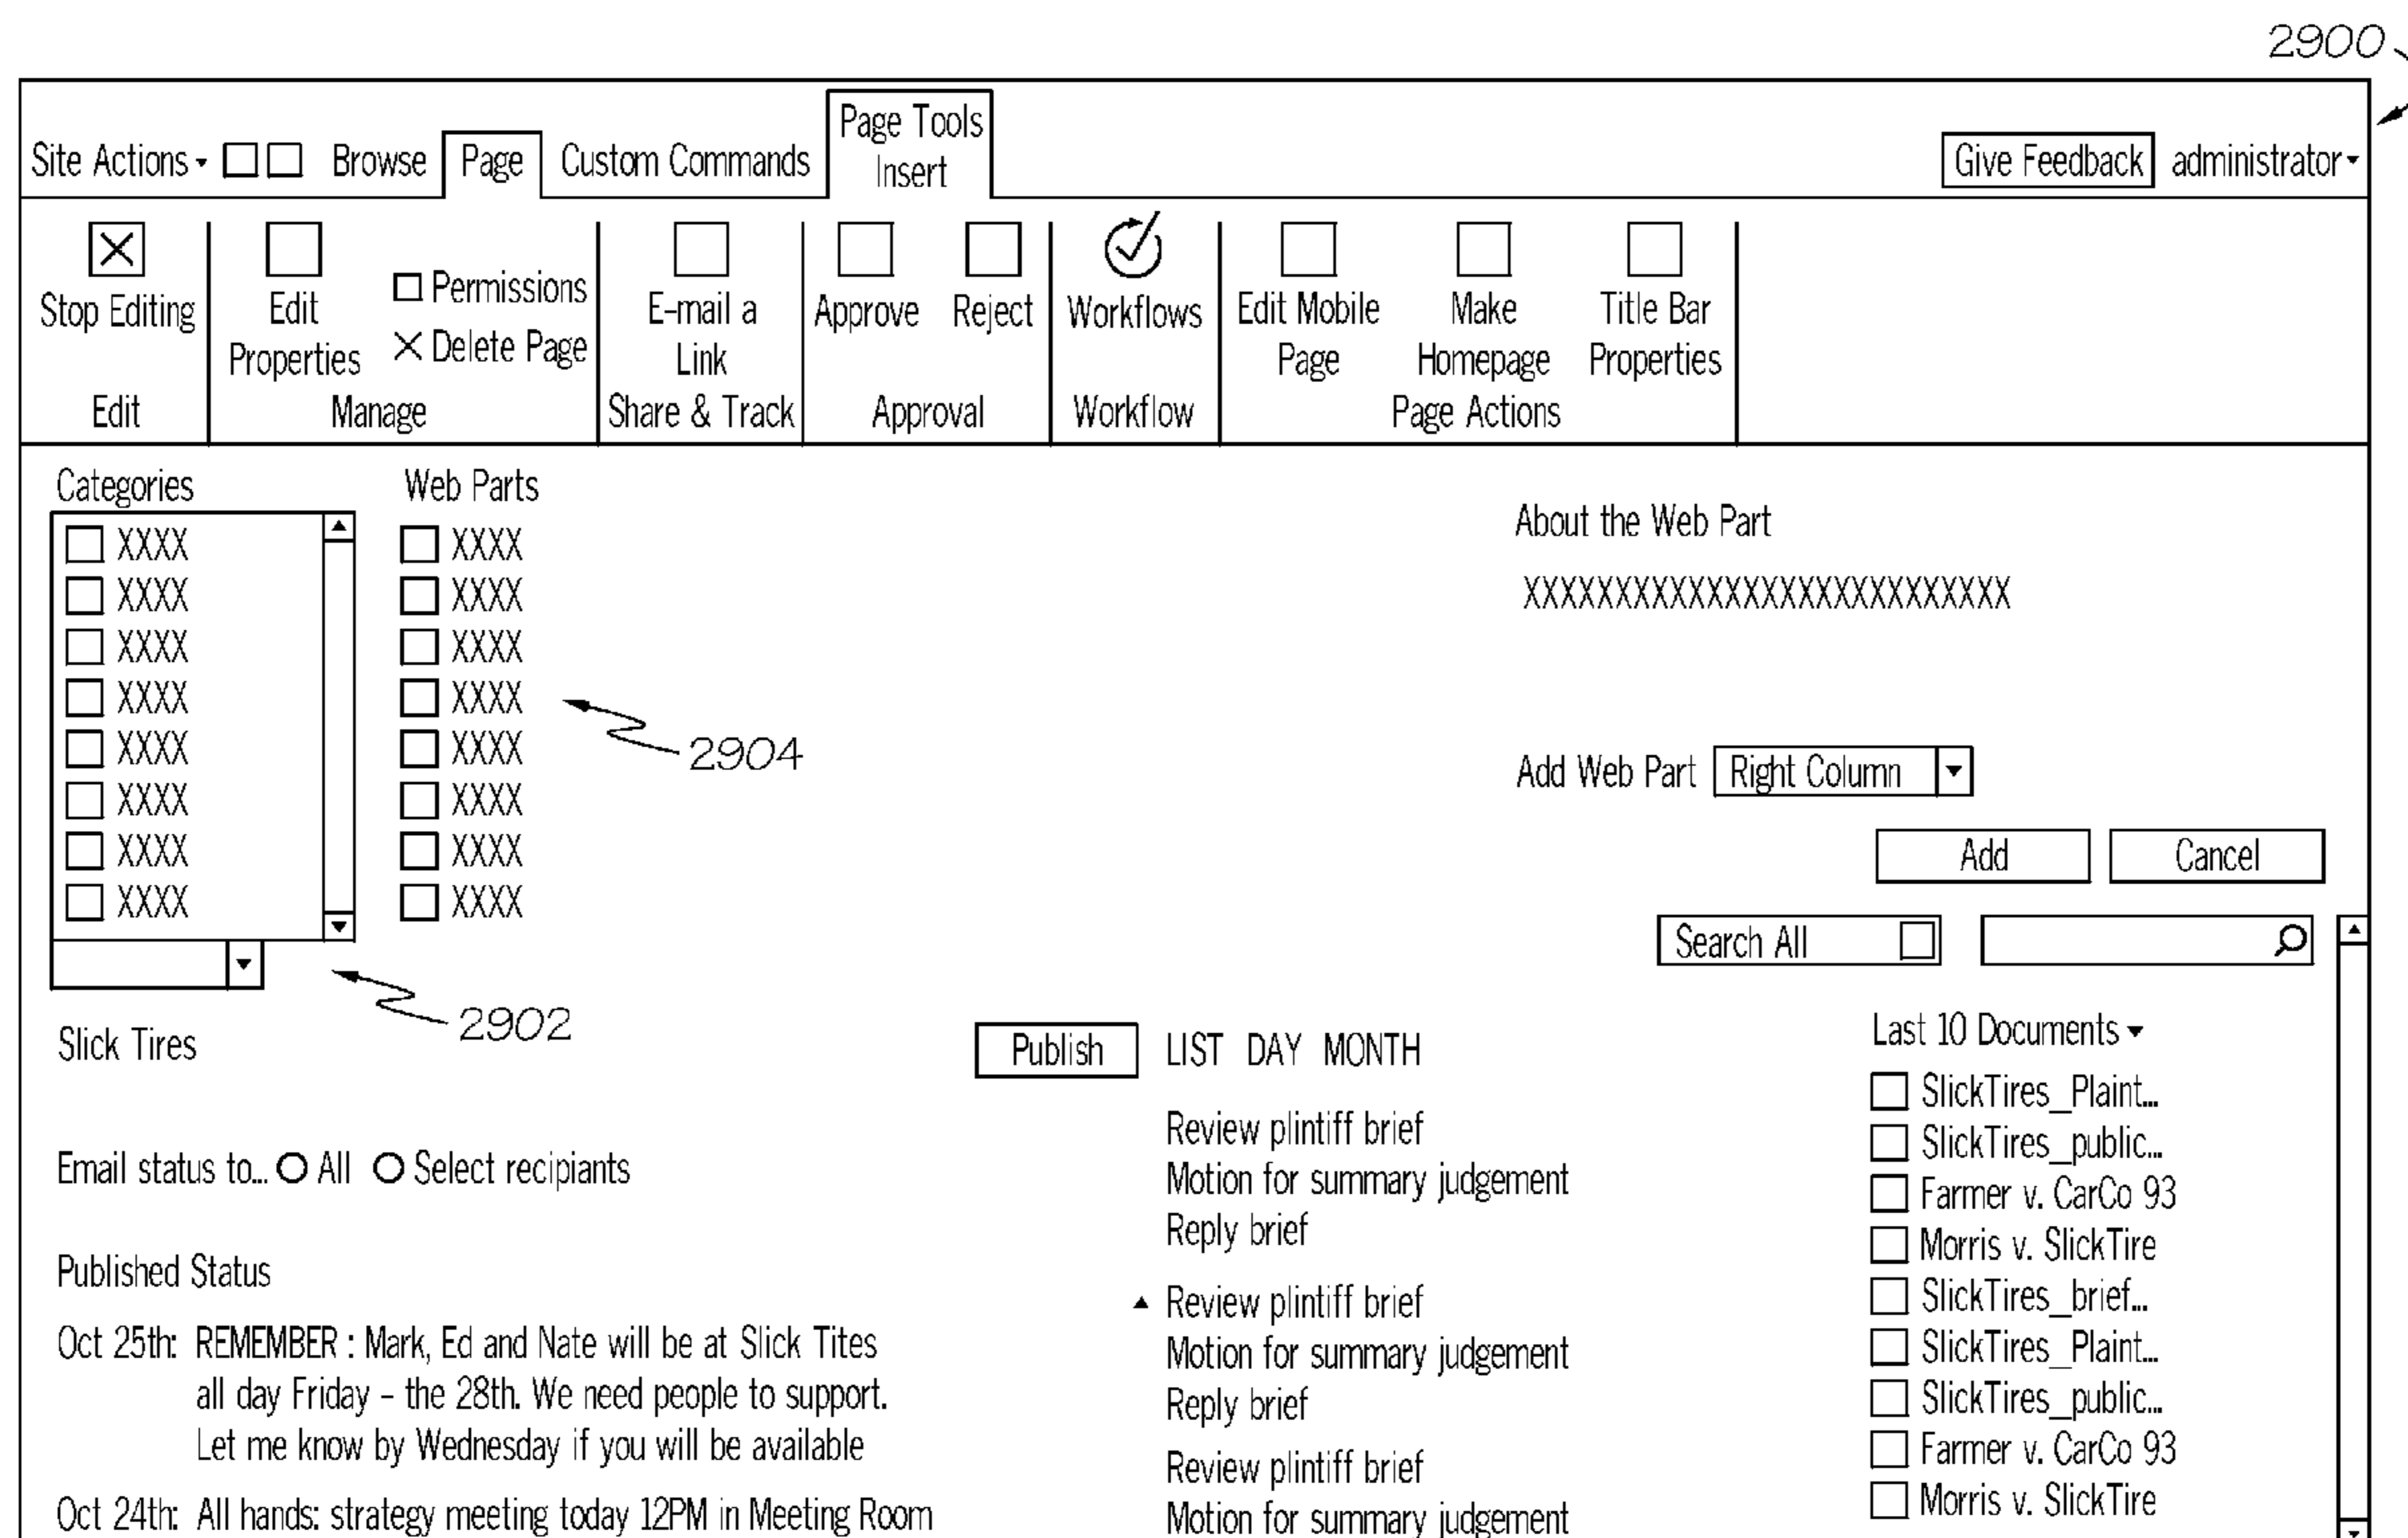 2900
Page Tools
Site Actions Browse Page Custom Commands Insert Give Feedback administrator
Stop Editing
Edit
Edit
Properties
Permissions
Delete Page
Manage
E-mail a
Link
Share & Track
Approve Reject
Approval
Workflows
Workflow
Edit Mobile
Page
Make
Homepage
Title Bar
Properties
Page Actions
Categories
XXXX
XXXX
XXXX
XXXX
XXXX
XXXX
XXXX
XXXX
2902
Web Parts
XXXX
XXXX
XXXX
XXXX
XXXX
XXXX
XXXX
XXXX
2904
About the Web Part
XXXXXXXXXXXXXXXXXXXXXXXXXXX
Add Web Part Right Column
Add Cancel
Search All
Slick Tires
Email status to... All Select recipiants
Published Status
Oct 25th: REMEMBER : Mark, Ed and Nate will be at Slick Tites
all day Friday - the 28th. We need people to support.
Let me know by Wednesday if you will be available
Oct 24th: All hands: strategy meeting today 12PM in Meeting Room
Publish LIST DAY MONTH
Review plintiff brief
Motion for summary judgement
Reply brief
Review plintiff brief
Motion for summary judgement
Reply brief
Review plintiff brief
Motion for summary judgement
Last 10 Documents
SlickTires_Plaint...
SlickTires_public...
Farmer v. CarCo 93
Morris v. SlickTire
SlickTires_brief...
SlickTires_Plaint...
SlickTires_public...
Farmer v. CarCo 93
Morris v. SlickTire